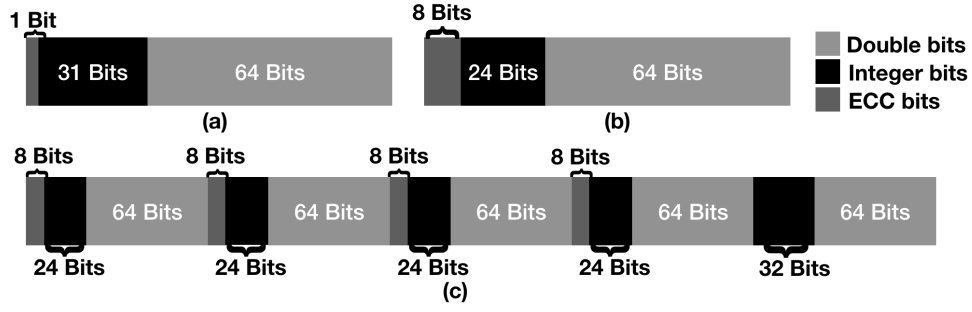 1 Bit
8 Bits
31 Bits 64 Bits
24 Bits 64 Bits
Double bits
Integer bits
ECC bits
(a)
(b)
8 Bits 8 Bits 8 Bits 8 Bits
64 Bits 64 Bits 64 Bits 64 Bits 64 Bits
24 Bits 24 Bits 24 Bits 24 Bits 32 Bits
(c)